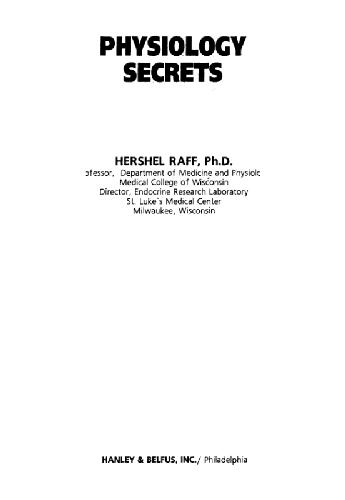 PHYSIOLOGY
SECRETS
HERSHEL RAFF, Ph.D.
ofessor, Department of Medicine and Physiolo
Medical College of Wisconsin
Director, Endocrine Research Laboratory
St. Luke's Medical Center
Milwaukee, Wisconsin
HANLEY & BELFUS, INC./ Philadelphia